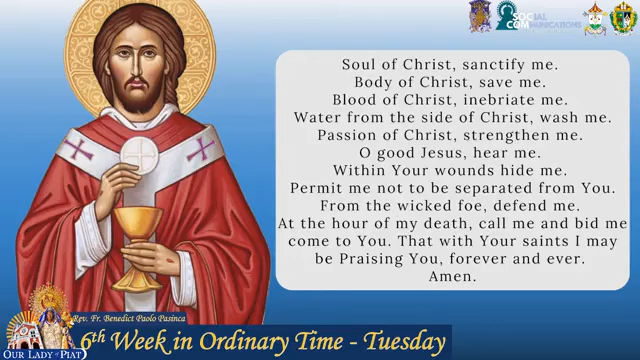 SOCIAL
COMMUNICATIONS
Soul of Christ, sanctify me.
Body of Christ, save me.
Blood of Christ, inebriate me.
Water from the side of Christ, wash me.
Passion of Christ, strengthen me.
O good Jesus, hear me.
Within Your wounds hide me.
Permit me not to be separated from You.
From the wicked foe, defend me.
At the hour of my death, call me and bid me
come to You. That with Your saints I may
be Praising You, forever and ever.
Amen.
Rev. Fr. Benedict Paolo Pasinca
6th Week in Ordinary Time - Tuesday
OUR LADY of PIAT